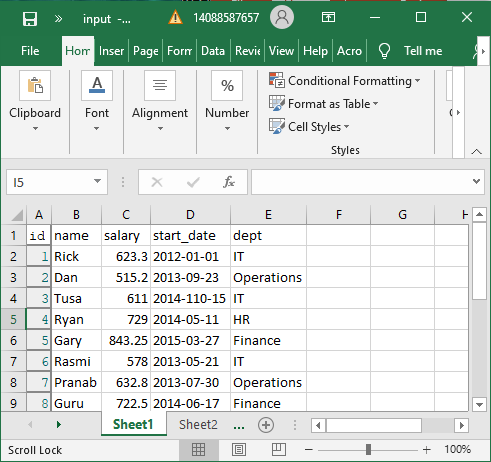 input -... » 14088587657
File Hom Inser Page Forn Data Revie View Help Acro Tell me
Clipboard Font Alignment % Number Conditional Formatting
Format as Table
Cell Styles
Styles
I5 fx
A B C D E F G H
1 id name salary start_date dept
2 1 Rick 623.3 2012-01-01 IT
3 2 Dan 515.2 2013-09-23 Operations
4 3 Tusa 611 2014-110-15 IT
5 4 Ryan 729 2014-05-11 HR
6 5 Gary 843.25 2015-03-27 Finance
7 6 Rasmi 578 2013-05-21 IT
8 7 Pranab 632.8 2013-07-30 Operations
9 8 Guru 722.5 2014-06-17 Finance
Sheet1 Sheet2 ...
Scroll Lock 100%